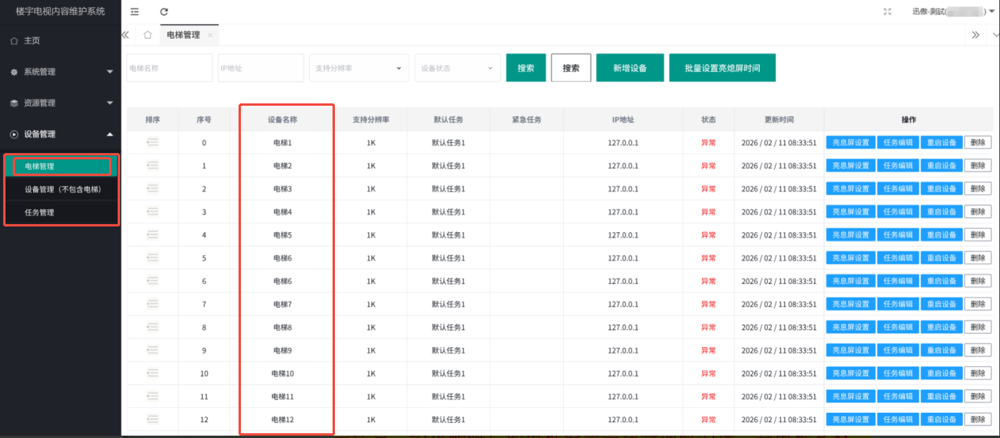 楼宇电视内容维护系统
迅傲-测試( )
主页
电梯管理
系统管理
电梯名称 IP地址 支持分辨率 设备状态 搜索 搜索 新增设备 批量设置亮熄屏时间
资源管理
设备管理
电梯管理
设备管理（不包含电梯）
任务管理
排序 序号 设备名称 支持分辨率 默认任务 紧急任务 IP地址 状态 更新时间 操作
0 电梯1 1K 默认任务1 127.0.0.1 异常 2026 / 02 / 11 08:33:51 亮息屏设置 任务编辑 重启设备 删除
1 电梯2 1K 默认任务1 127.0.0.1 异常 2026 / 02 / 11 08:33:51 亮息屏设置 任务编辑 重启设备 删除
2 电梯3 1K 默认任务1 127.0.0.1 异常 2026 / 02 / 11 08:33:51 亮息屏设置 任务编辑 重启设备 删除
3 电梯4 1K 默认任务1 127.0.0.1 异常 2026 / 02 / 11 08:33:51 亮息屏设置 任务编辑 重启设备 删除
4 电梯5 1K 默认任务1 127.0.0.1 异常 2026 / 02 / 11 08:33:51 亮息屏设置 任务编辑 重启设备 删除
5 电梯6 1K 默认任务1 127.0.0.1 异常 2026 / 02 / 11 08:33:51 亮息屏设置 任务编辑 重启设备 删除
6 电梯6 1K 默认任务1 127.0.0.1 异常 2026 / 02 / 11 08:33:51 亮息屏设置 任务编辑 重启设备 删除
7 电梯7 1K 默认任务1 127.0.0.1 异常 2026 / 02 / 11 08:33:51 亮息屏设置 任务编辑 重启设备 删除
8 电梯8 1K 默认任务1 127.0.0.1 异常 2026 / 02 / 11 08:33:51 亮息屏设置 任务编辑 重启设备 删除
9 电梯9 1K 默认任务1 127.0.0.1 异常 2026 / 02 / 11 08:33:51 亮息屏设置 任务编辑 重启设备 删除
10 电梯10 1K 默认任务1 127.0.0.1 异常 2026 / 02 / 11 08:33:51 亮息屏设置 任务编辑 重启设备 删除
11 电梯11 1K 默认任务1 127.0.0.1 异常 2026 / 02 / 11 08:33:51 亮息屏设置 任务编辑 重启设备 删除
12 电梯12 1K 默认任务1 127.0.0.1 异常 2026 / 02 / 11 08:33:51 亮息屏设置 任务编辑 重启设备 删除